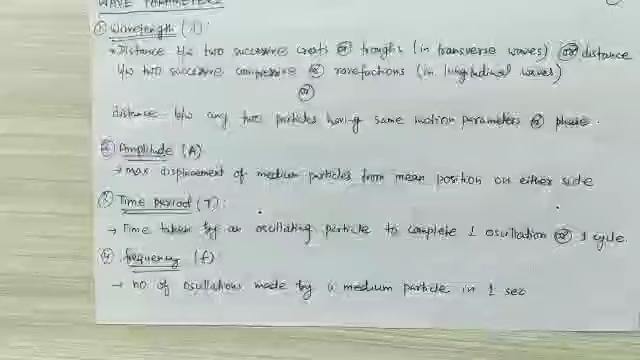 WAVE PARAMETERS
① Wavelength (λ):
• Distance b/w two successive crests or troughs (in transverse waves) or distance
b/w two successive compressive or rarefactions (in longitudinal waves)
or
distance b/w any two particles having same motion parameters or phase.
② Amplitude (A)
→ max displacement of medium particles from mean position on either side
③ Time period (T):
→ Time taken by an oscillating particle to complete 1 oscillation or 1 cycle.
④ frequency (f)
→ no of oscillations made by a medium particle in 1 sec